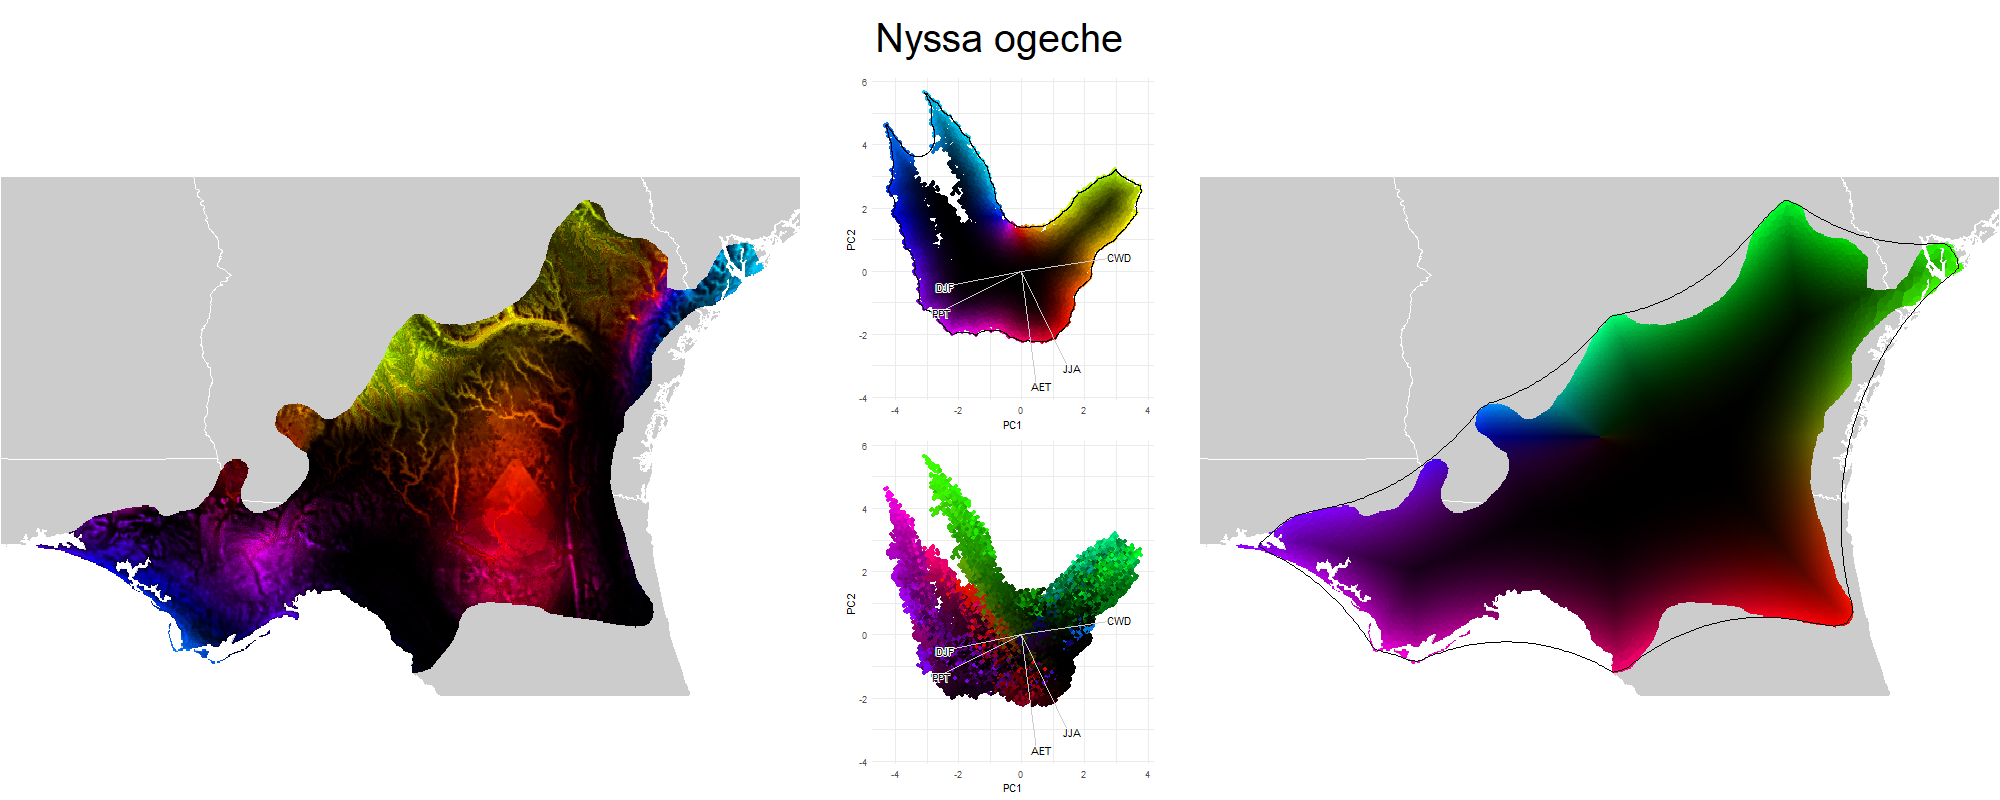 Nyssa ogeche
6
4
2
0
-2
-4
PC2
CWD
DJF
PPT
JJA
AET
-4 -2 0 2 4
PC1
6
4
2
0
-2
-4
PC2
CWD
DJF
PPT
JJA
AET
-4 -2 0 2 4
PC1